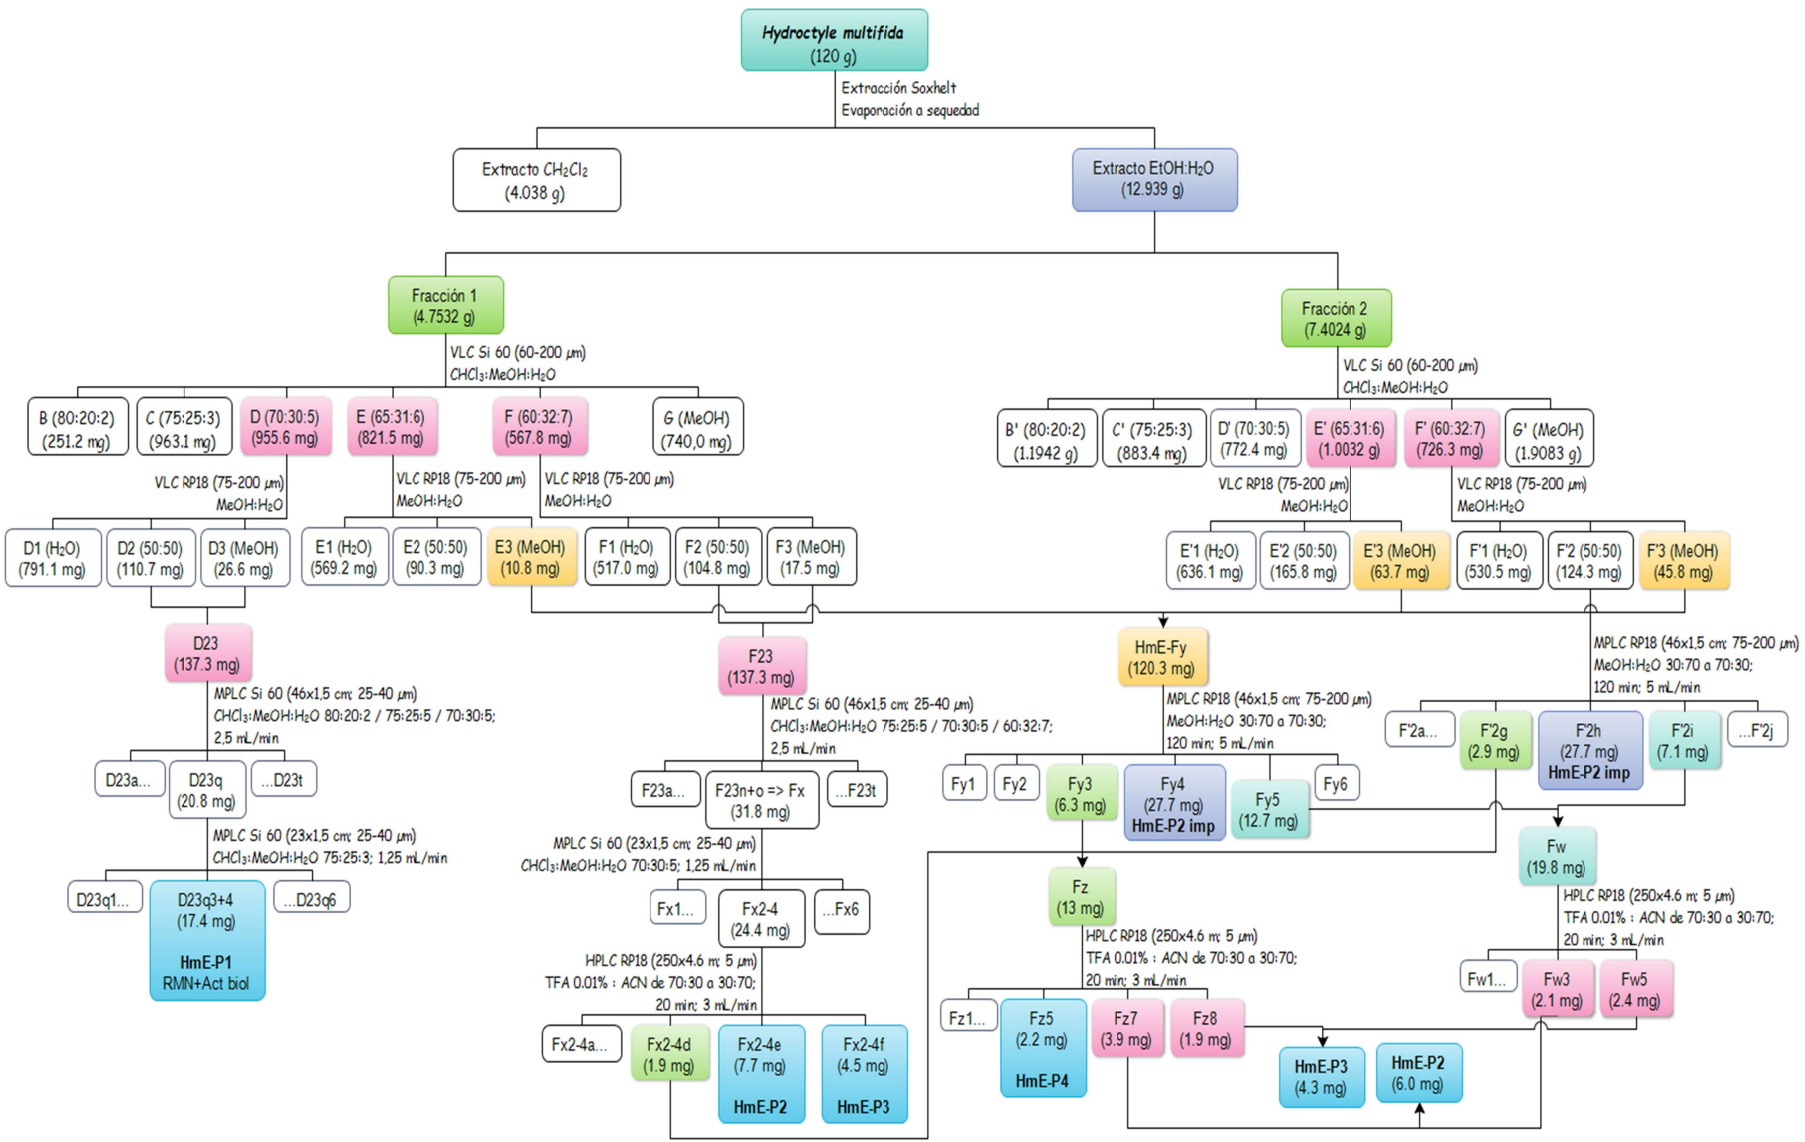 Hydroctyle multifida
(120 g)
Extracción Soxhelt
Evaporación a sequedad
Extracto CH₂Cl₂
(4.038 g)
Extracto EtOH:H₂O
(12.939 g)
Fracción 1
(4.7532 g)
Fracción 2
(7.4024 g)
VLC Si 60 (60-200 µm)
CHCl₃:MeOH:H₂O
VLC Si 60 (60-200 µm)
CHCl₃:MeOH:H₂O
B (80:20:2)
(251.2 mg)
C (75:25:3)
(963.1 mg)
D (70:30:5)
(955.6 mg)
E (65:31:6)
(821.5 mg)
F (60:32:7)
(567.8 mg)
G (MeOH)
(740,0 mg)
B' (80:20:2)
(1.1942 g)
C' (75:25:3)
(883.4 mg)
D' (70:30:5)
(772.4 mg)
E' (65:31:6)
(1.0032 g)
F' (60:32:7)
(726.3 mg)
G' (MeOH)
(1.9083 g)
VLC RP18 (75-200 µm)
MeOH:H₂O
VLC RP18 (75-200 µm)
MeOH:H₂O
VLC RP18 (75-200 µm)
MeOH:H₂O
VLC RP18 (75-200 µm)
MeOH:H₂O
VLC RP18 (75-200 µm)
MeOH:H₂O
D1 (H₂O)
(791.1 mg)
D2 (50:50)
(110.7 mg)
D3 (MeOH)
(26.6 mg)
E1 (H₂O)
(569.2 mg)
E2 (50:50)
(90.3 mg)
E3 (MeOH)
(10.8 mg)
F1 (H₂O)
(517.0 mg)
F2 (50:50)
(104.8 mg)
F3 (MeOH)
(17.5 mg)
E'1 (H₂O)
(636.1 mg)
E'2 (50:50)
(165.8 mg)
E'3 (MeOH)
(63.7 mg)
F'1 (H₂O)
(530.5 mg)
F'2 (50:50)
(124.3 mg)
F'3 (MeOH)
(45.8 mg)
D23
(137.3 mg)
F23
(137.3 mg)
HmE-Fy
(120.3 mg)
MPLC RP18 (46x1,5 cm; 75-200 µm)
MeOH:H₂O 30:70 a 70:30;
120 min; 5 mL/min
MPLC Si 60 (46x1,5 cm; 25-40 µm)
CHCl₃:MeOH:H₂O 80:20:2 / 75:25:5 / 70:30:5;
2,5 mL/min
MPLC Si 60 (46x1,5 cm; 25-40 µm)
CHCl₃:MeOH:H₂O 75:25:5 / 70:30:5 / 60:32:7;
2,5 mL/min
MPLC RP18 (46x1,5 cm; 75-200 µm)
MeOH:H₂O 30:70 a 70:30;
120 min; 5 mL/min
F'2a...
F'2g
(2.9 mg)
F'2h
(27.7 mg)
HmE-P2 imp
F'2i
(7.1 mg)
...F'2j
D23a...
D23q
(20.8 mg)
...D23t
F23a...
F23n+o => Fx
(31.8 mg)
...F23t
Fy1
Fy2
Fy3
(6.3 mg)
Fy4
(27.7 mg)
HmE-P2 imp
Fy5
(12.7 mg)
Fy6
MPLC Si 60 (23x1,5 cm; 25-40 µm)
CHCl₃:MeOH:H₂O 75:25:3; 1,25 mL/min
MPLC Si 60 (23x1,5 cm; 25-40 µm)
CHCl₃:MeOH:H₂O 70:30:5; 1,25 mL/min
Fw
(19.8 mg)
D23q1...
D23q3+4
(17.4 mg)
HmE-P1
RMN+Act biol
...D23q6
Fx1...
Fx2-4
(24.4 mg)
...Fx6
Fz
(13 mg)
HPLC RP18 (250x4.6 m; 5 µm)
TFA 0.01% : ACN de 70:30 a 30:70;
20 min; 3 mL/min
HPLC RP18 (250x4.6 m; 5 µm)
TFA 0.01% : ACN de 70:30 a 30:70;
20 min; 3 mL/min
HPLC RP18 (250x4.6 m; 5 µm)
TFA 0.01% : ACN de 70:30 a 30:70;
20 min; 3 mL/min
Fw1...
Fw3
(2.1 mg)
Fw5
(2.4 mg)
Fx2-4a...
Fx2-4d
(1.9 mg)
Fx2-4e
(7.7 mg)
HmE-P2
Fx2-4f
(4.5 mg)
HmE-P3
Fz1...
Fz5
(2.2 mg)
HmE-P4
Fz7
(3.9 mg)
Fz8
(1.9 mg)
HmE-P3
(4.3 mg)
HmE-P2
(6.0 mg)